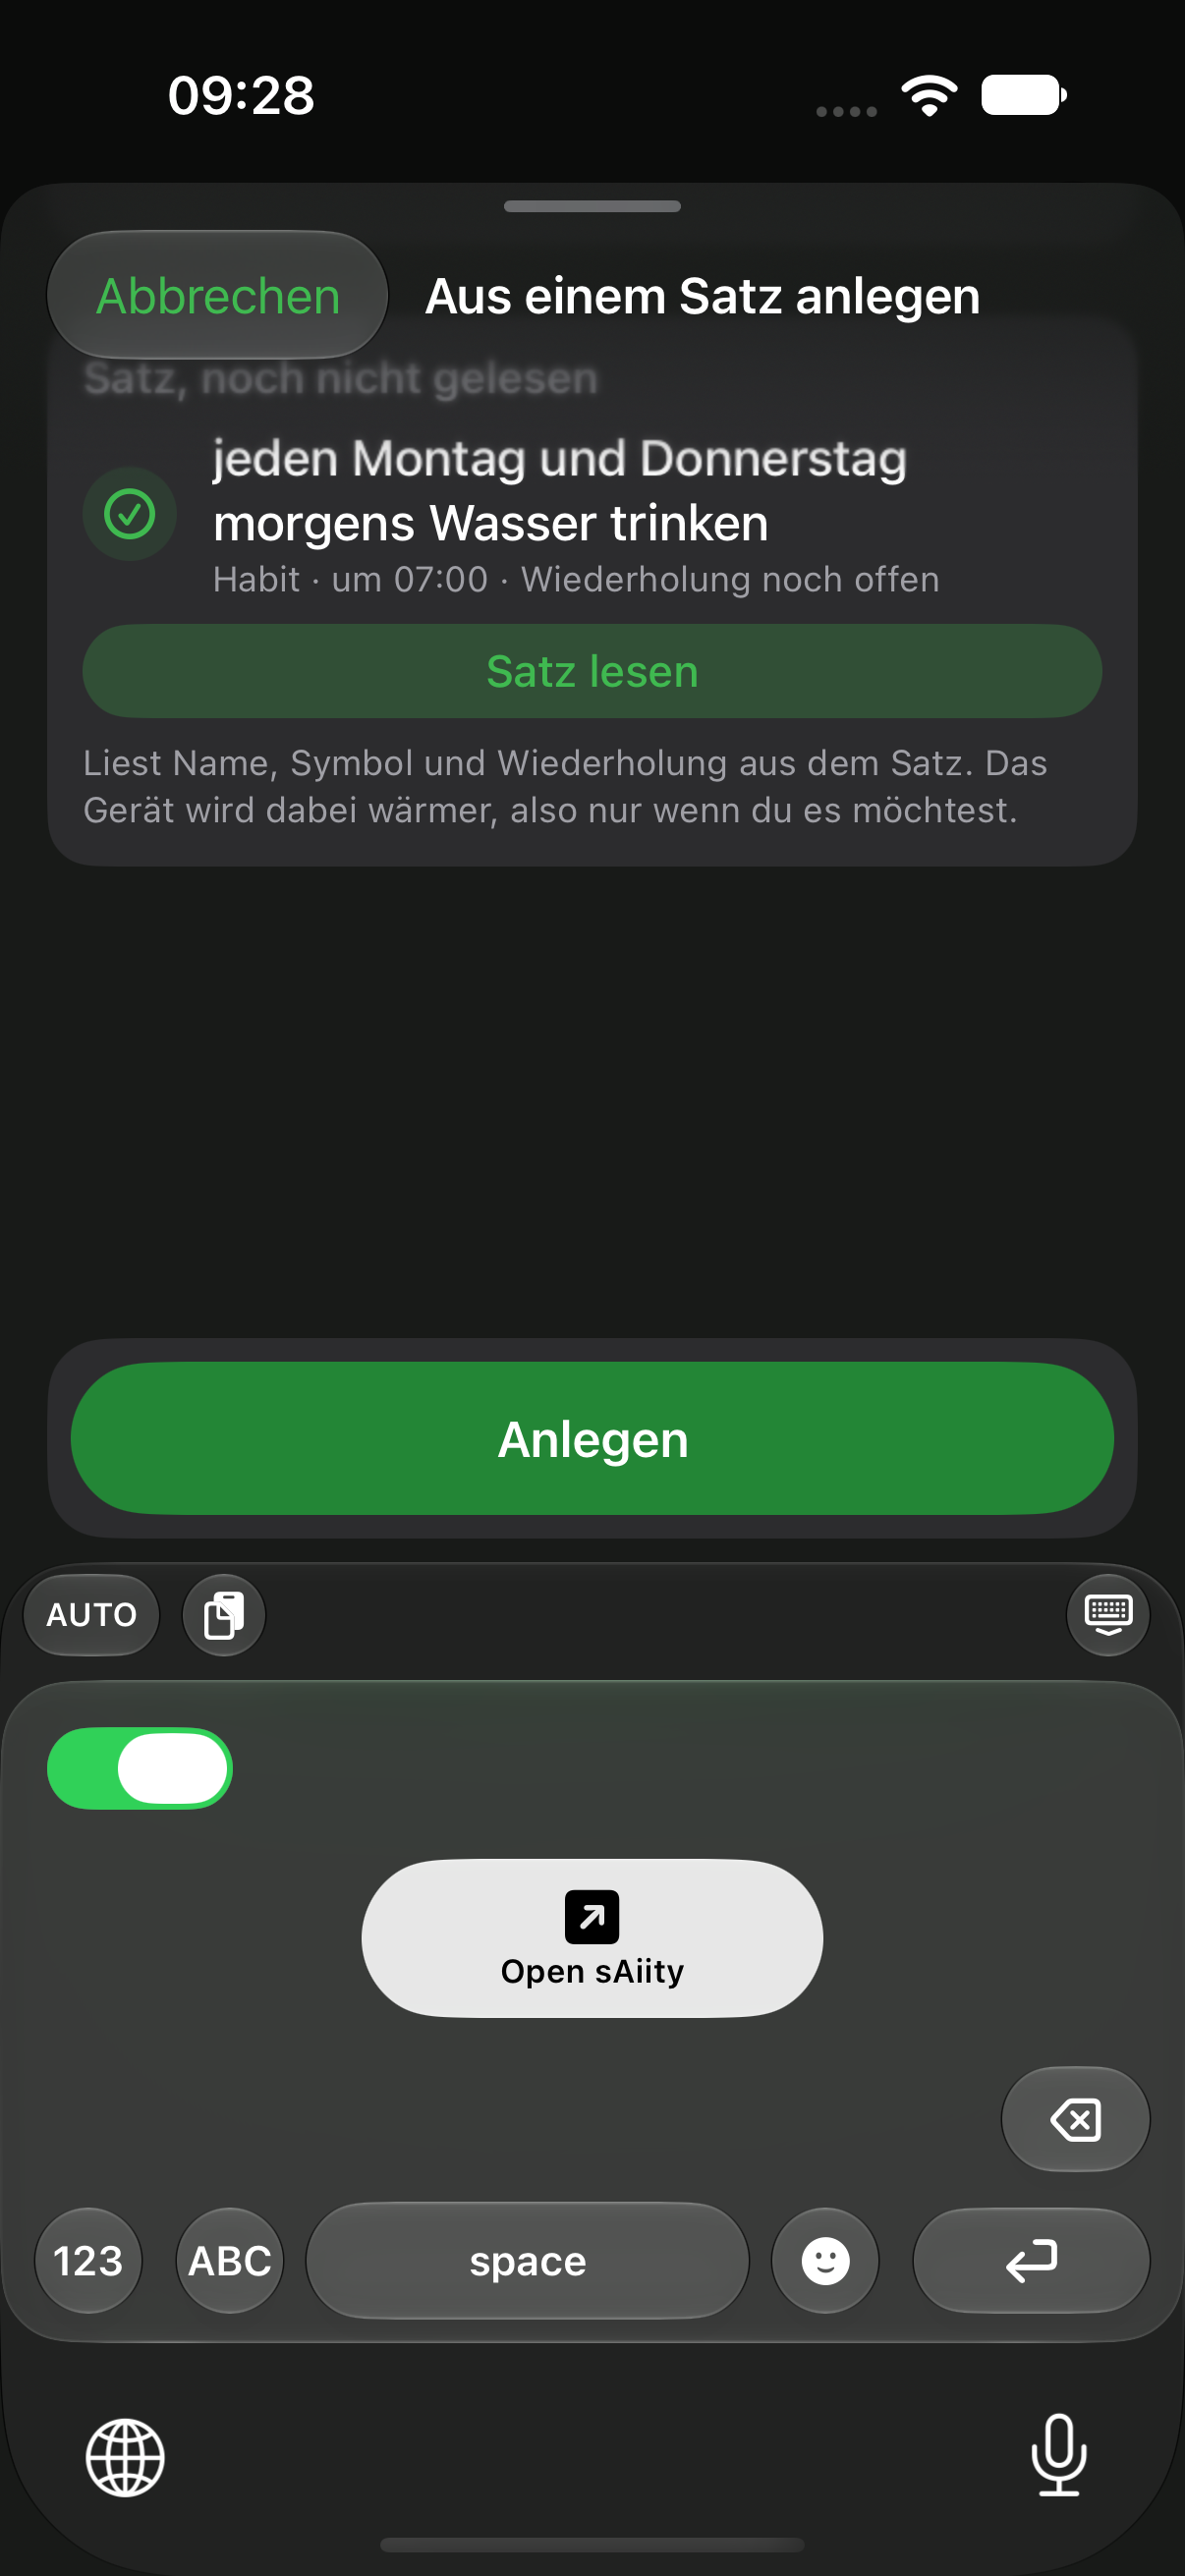 09:28
Abbrechen
Aus einem Satz anlegen
Satz, noch nicht gelesen
jeden Montag und Donnerstag
morgens Wasser trinken
Habit · um 07:00 · Wiederholung noch offen
Satz lesen
Liest Name, Symbol und Wiederholung aus dem Satz. Das
Gerät wird dabei wärmer, also nur wenn du es möchtest.
Anlegen
AUTO
Open sAiity
123
ABC
space